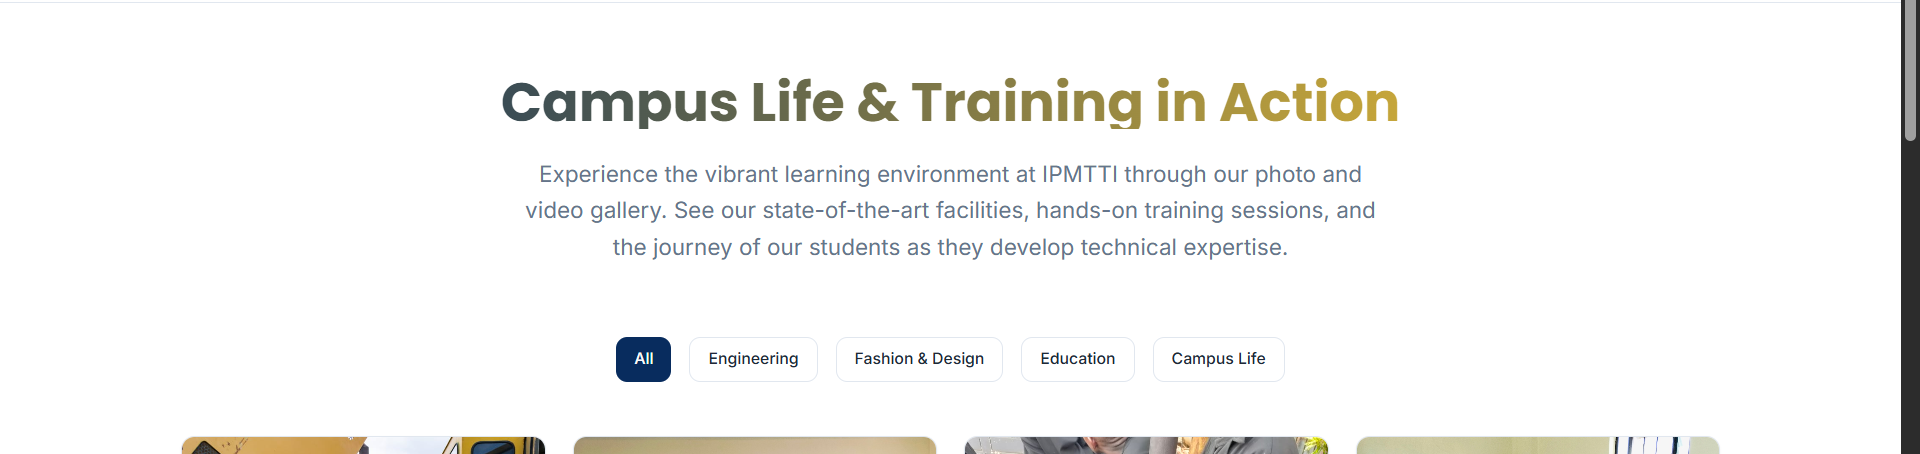 Campus Life & Training in Action
Experience the vibrant learning environment at IPMTTI through our photo and
video gallery. See our state-of-the-art facilities, hands-on training sessions, and
the journey of our students as they develop technical expertise.
All
Engineering
Fashion & Design
Education
Campus Life